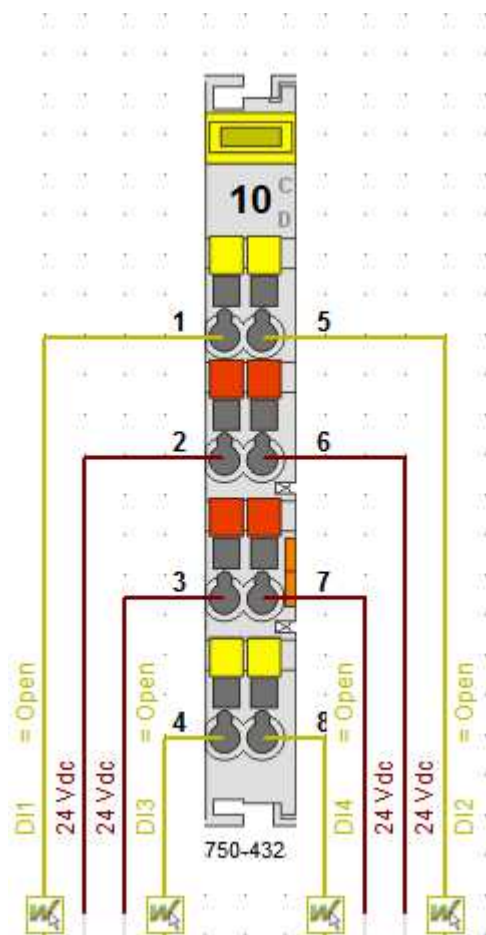 10
C
D
1
5
2
6
3
7
4
8
DI1 = Open
24 Vdc
24 Vdc
DI3 = Open
750-432
DI4 = Open
24 Vdc
24 Vdc
DI2 = Open
W
W
W
W